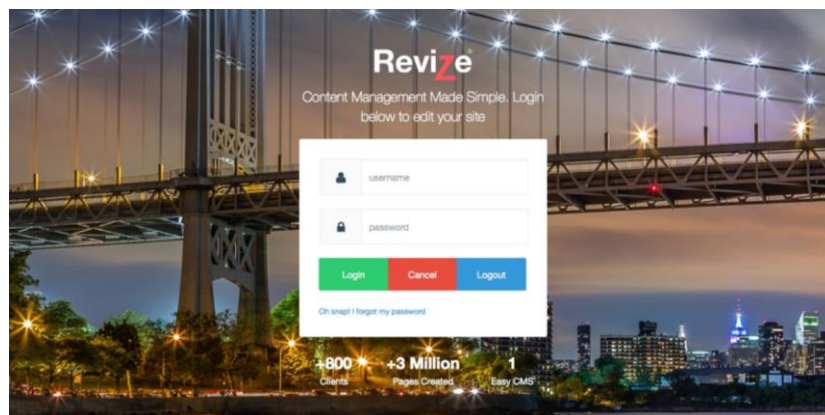 Revize
Content Management Made Simple. Login
below to edit your site
username
password
Login Cancel Logout
Oh snap! I forgot my password
+800 +3 Million 1
Clients Pages Created Easy CMS